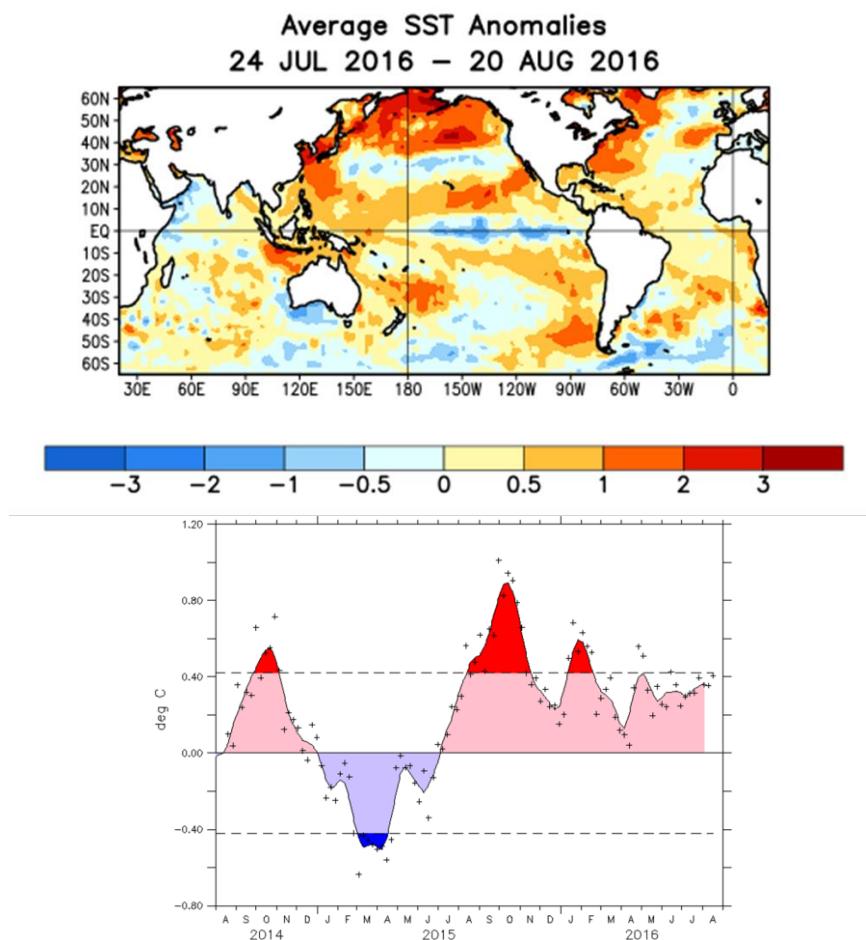 Average SST Anomalies
24 JUL 2016 – 20 AUG 2016
60N
50N
40N
30N
20N
10N
EQ
10S
20S
30S
40S
50S
60S
30E 60E 90E 120E 150E 180 150W 120W 90W 60W 30W 0
-3 -2 -1 -0.5 0 0.5 1 2 3
1.20
0.80
0.40
0.00
-0.40
-0.80
deg C
A S O N D J F M A M J J A S O N D J F M A M J J A
2014 2015 2016